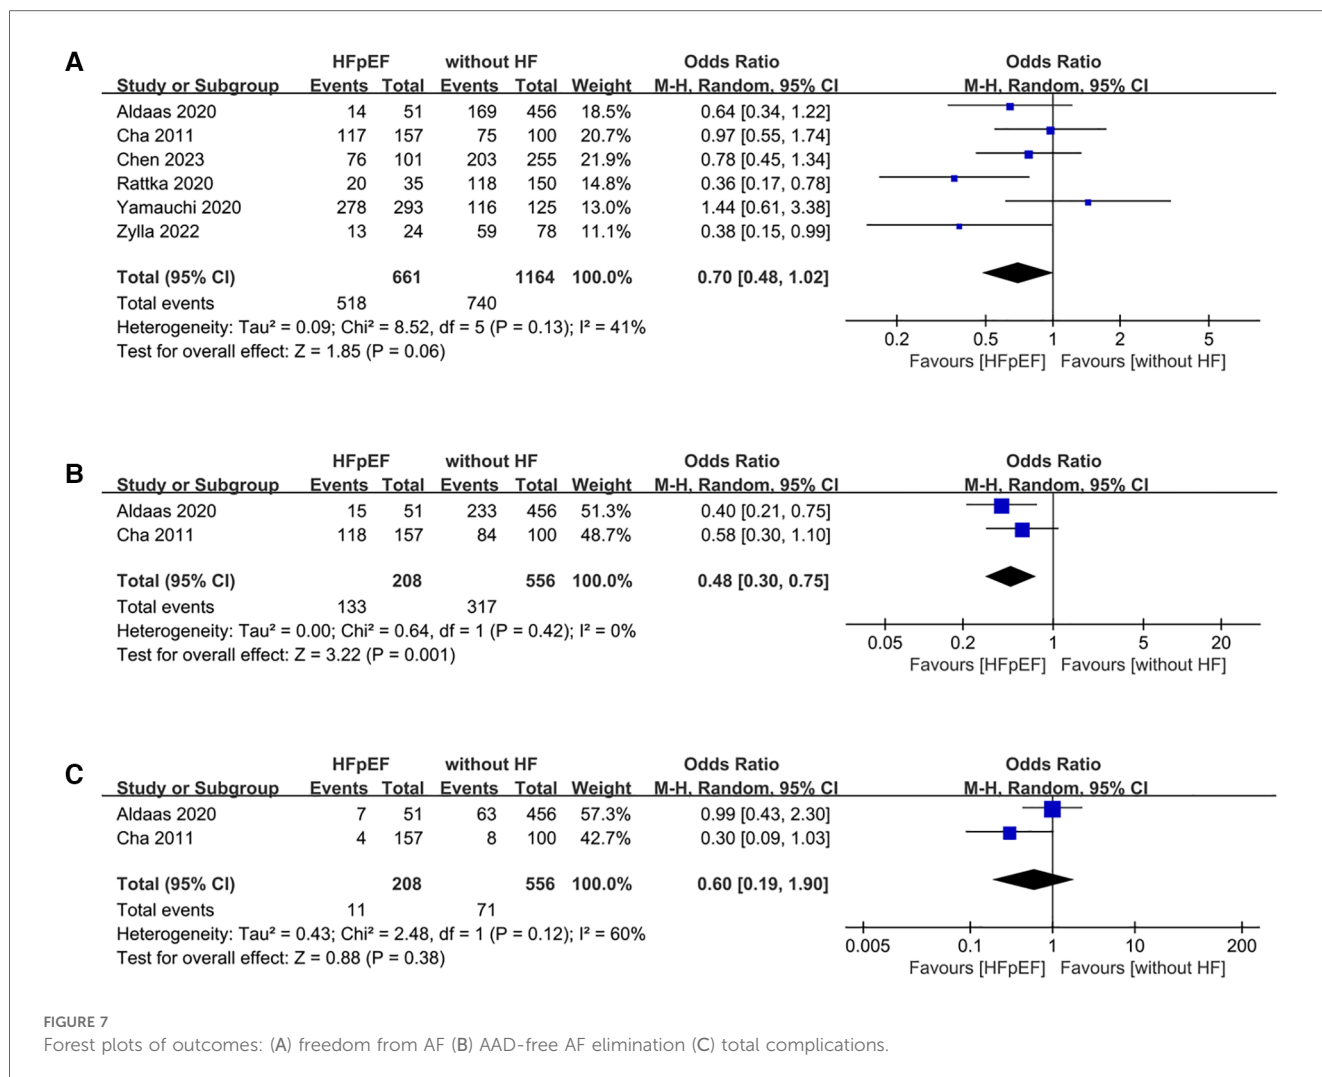 A
HFpEF without HF Odds Ratio Odds Ratio
Study or Subgroup Events Total Events Total Weight M-H, Random, 95% CI M-H, Random, 95% CI
Aldaas 2020 14 51 169 456 18.5% 0.64 [0.34, 1.22]
Cha 2011 117 157 75 100 20.7% 0.97 [0.55, 1.74]
Chen 2023 76 101 203 255 21.9% 0.78 [0.45, 1.34]
Rattka 2020 20 35 118 150 14.8% 0.36 [0.17, 0.78]
Yamauchi 2020 278 293 116 125 13.0% 1.44 [0.61, 3.38]
Zylla 2022 13 24 59 78 11.1% 0.38 [0.15, 0.99]
Total (95% CI) 661 1164 100.0% 0.70 [0.48, 1.02]
Total events 518 740
Heterogeneity: Tau² = 0.09; Chi² = 8.52, df = 5 (P = 0.13); I² = 41%
Test for overall effect: Z = 1.85 (P = 0.06)
0.2 0.5 1 2 5
Favours [HFpEF] Favours [without HF]
B
HFpEF without HF Odds Ratio Odds Ratio
Study or Subgroup Events Total Events Total Weight M-H, Random, 95% CI M-H, Random, 95% CI
Aldaas 2020 15 51 233 456 51.3% 0.40 [0.21, 0.75]
Cha 2011 118 157 84 100 48.7% 0.58 [0.30, 1.10]
Total (95% CI) 208 556 100.0% 0.48 [0.30, 0.75]
Total events 133 317
Heterogeneity: Tau² = 0.00; Chi² = 0.64, df = 1 (P = 0.42); I² = 0%
Test for overall effect: Z = 3.22 (P = 0.001)
0.05 0.2 1 5 20
Favours [HFpEF] Favours [without HF]
C
HFpEF without HF Odds Ratio Odds Ratio
Study or Subgroup Events Total Events Total Weight M-H, Random, 95% CI M-H, Random, 95% CI
Aldaas 2020 7 51 63 456 57.3% 0.99 [0.43, 2.30]
Cha 2011 4 157 8 100 42.7% 0.30 [0.09, 1.03]
Total (95% CI) 208 556 100.0% 0.60 [0.19, 1.90]
Total events 11 71
Heterogeneity: Tau² = 0.43; Chi² = 2.48, df = 1 (P = 0.12); I² = 60%
Test for overall effect: Z = 0.88 (P = 0.38)
0.005 0.1 1 10 200
Favours [HFpEF] Favours [without HF]
FIGURE 7
Forest plots of outcomes: (A) freedom from AF (B) AAD-free AF elimination (C) total complications.